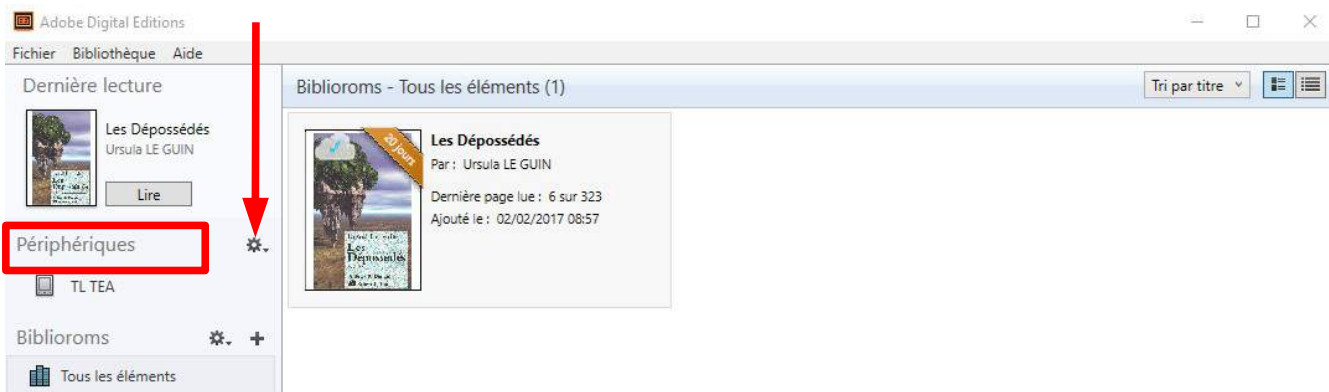 Adobe Digital Editions
Fichier Bibliothèque Aide
Dernière lecture
Les Dépossédés
Ursula LE GUIN
Lire
Périphériques
TL TEA
Biblioroms
Tous les éléments
Biblioroms - Tous les éléments (1)
Tri par titre
20 jours
Les
Dépossédés
Les Dépossédés
Par : Ursula LE GUIN
Dernière page lue : 6 sur 323
Ajouté le : 02/02/2017 08:57